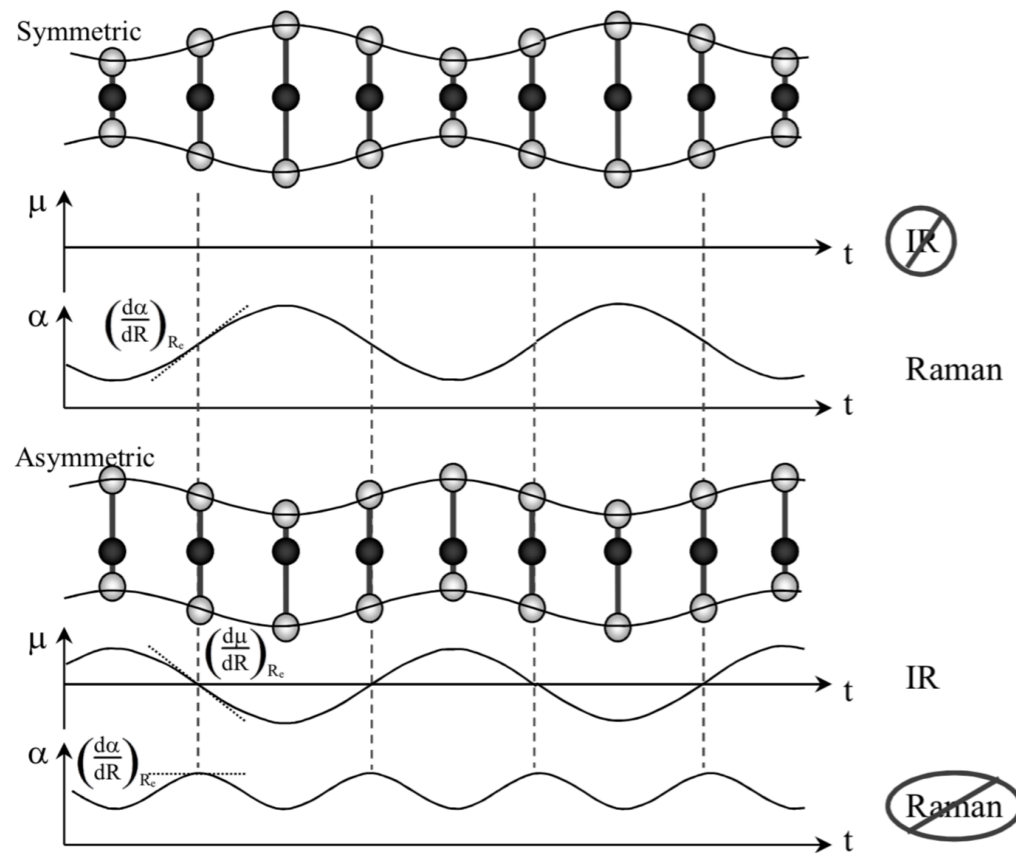 Symmetric
μ
t
IR
α
(dα/dR)Re
t
Raman
Asymmetric
μ
(dμ/dR)Re
t
IR
α
(dα/dR)Re
t
Raman